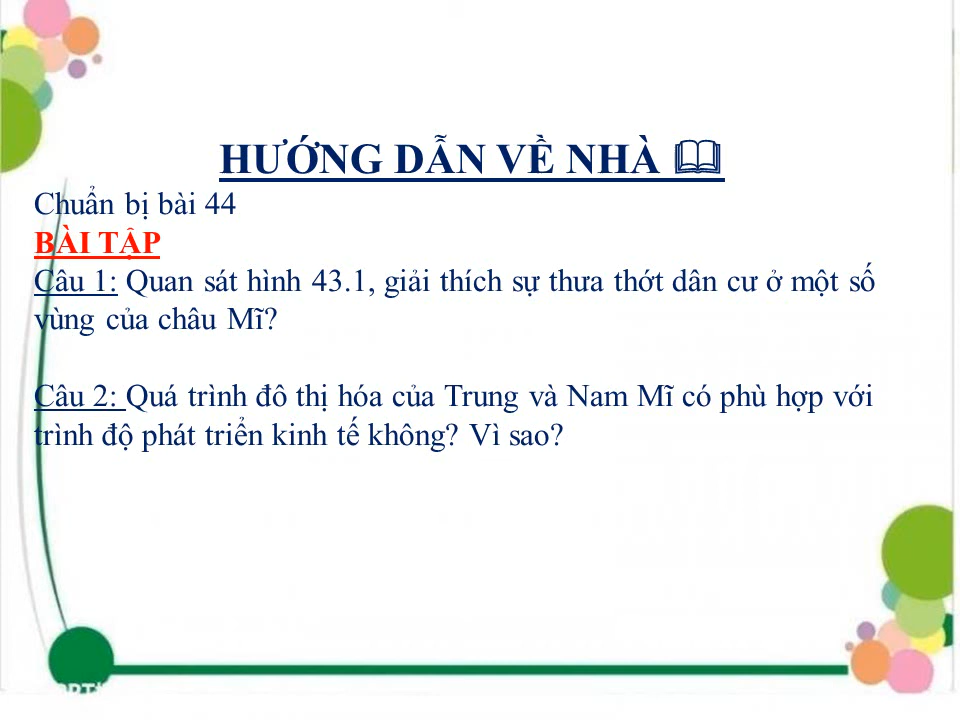 HƯỚNG DẪN VỀ NHÀ
Chuẩn bị bài 44
BÀI TẬP
Câu 1: Quan sát hình 43.1, giải thích sự thưa thớt dân cư ở một số
vùng của châu Mĩ?
Câu 2: Quá trình đô thị hóa của Trung và Nam Mĩ có phù hợp với
trình độ phát triển kinh tế không? Vì sao?